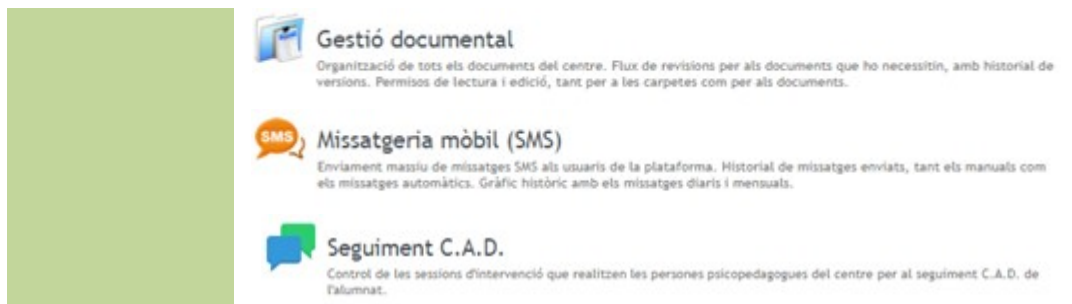 Gestió documental
Organització de tots els documents del centre. Flux de revisions per als documents que ho necessitin, amb historial de
versions. Permisos de lectura i edició, tant per a les carpetes com per als documents.
SMS
Missatgeria mòbil (SMS)
Enviament massiu de missatges SMS als usuaris de la plataforma. Historial de missatges enviats, tant els manuals com
els missatges automàtics. Gràfic històric amb els missatges diaris i mensuals.
Seguiment C.A.D.
Control de les sessions d'intervenció que realitzen les persones psicopedagogues del centre per al seguiment C.A.D. de
l'alumnat.